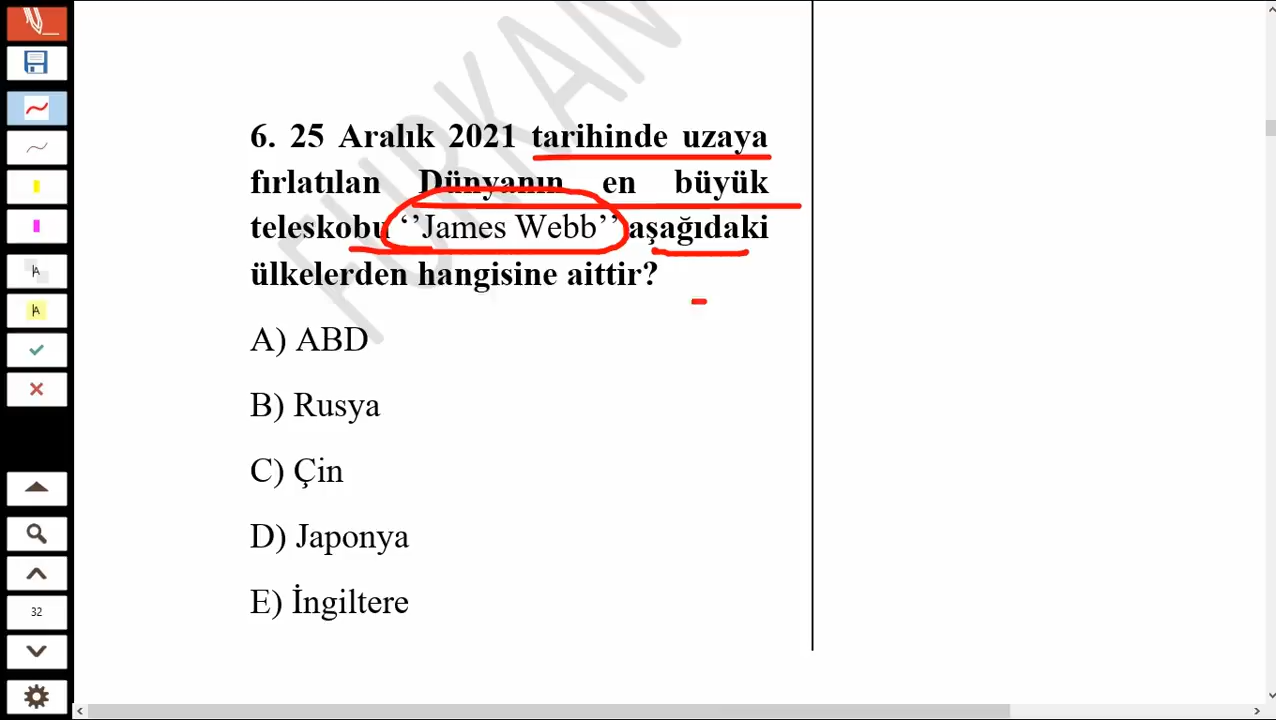 FURKAN
6. 25 Aralık 2021 tarihinde uzaya
fırlatılan Dünyanın en büyük
teleskobu ‘’James Webb’’ aşağıdaki
ülkelerden hangisine aittir?
A) ABD
B) Rusya
C) Çin
D) Japonya
E) İngiltere
A
A
32